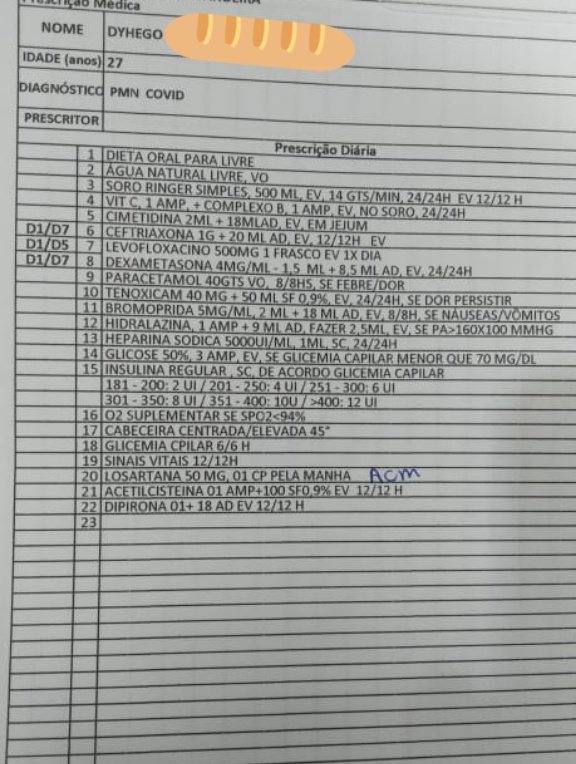 Prescrição Médica
NOME DYHEGO
IDADE (anos) 27
DIAGNÓSTICO PMN COVID
PRESCRITOR
Prescrição Diária
1 DIETA ORAL PARA LIVRE
2 ÁGUA NATURAL LIVRE, VO
3 SORO RINGER SIMPLES, 500 ML, EV, 14 GTS/MIN, 24/24H EV 12/12 H
4 VIT C, 1 AMP, + COMPLEXO B, 1 AMP, EV, NO SORO, 24/24H
5 CIMETIDINA 2ML + 18MLAD, EV, EM JEJUM
D1/D7 6 CEFTRIAXONA 1G + 20 ML AD, EV, 12/12H EV
D1/D5 7 LEVOFLOXACINO 500MG 1 FRASCO EV 1X DIA
D1/D7 8 DEXAMETASONA 4MG/ML - 1,5 ML + 8,5 ML AD, EV, 24/24H
9 PARACETAMOL 40GTS VO, 8/8HS, SE FEBRE/DOR
10 TENOXICAM 40 MG + 50 ML SF 0,9%, EV, 24/24H, SE DOR PERSISTIR
11 BROMOPRIDA 5MG/ML, 2 ML + 18 ML AD, EV, 8/8H, SE NÁUSEAS/VÔMITOS
12 HIDRALAZINA, 1 AMP + 9 ML AD, FAZER 2,5ML, EV, SE PA>160X100 MMHG
13 HEPARINA SODICA 5000UI/ML, 1ML, SC, 24/24H
14 GLICOSE 50%, 3 AMP, EV, SE GLICEMIA CAPILAR MENOR QUE 70 MG/DL
15 INSULINA REGULAR , SC, DE ACORDO GLICEMIA CAPILAR
181 - 200: 2 UI / 201 - 250: 4 UI / 251 - 300: 6 UI
301 - 350: 8 UI / 351 - 400: 10U / >400: 12 UI
16 O2 SUPLEMENTAR SE SPO2<94%
17 CABECEIRA CENTRADA/ELEVADA 45°
18 GLICEMIA CPILAR 6/6 H
19 SINAIS VITAIS 12/12H
20 LOSARTANA 50 MG, 01 CP PELA MANHA ACM
21 ACETILCISTEINA 01 AMP+100 SF0,9% EV 12/12 H
22 DIPIRONA 01+ 18 AD EV 12/12 H
23